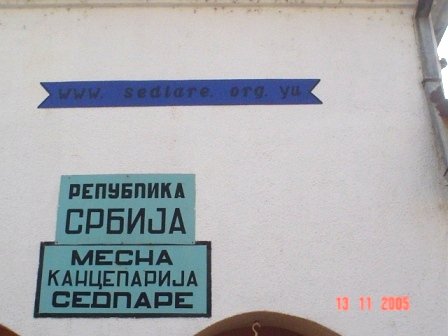 www. sedlare. org. yu
РЕПУБЛИКА
СРБИЈА
МЕСНА
КАНЦЕЛАРИЈА
СЕДЛАРЕ
13 11 2005